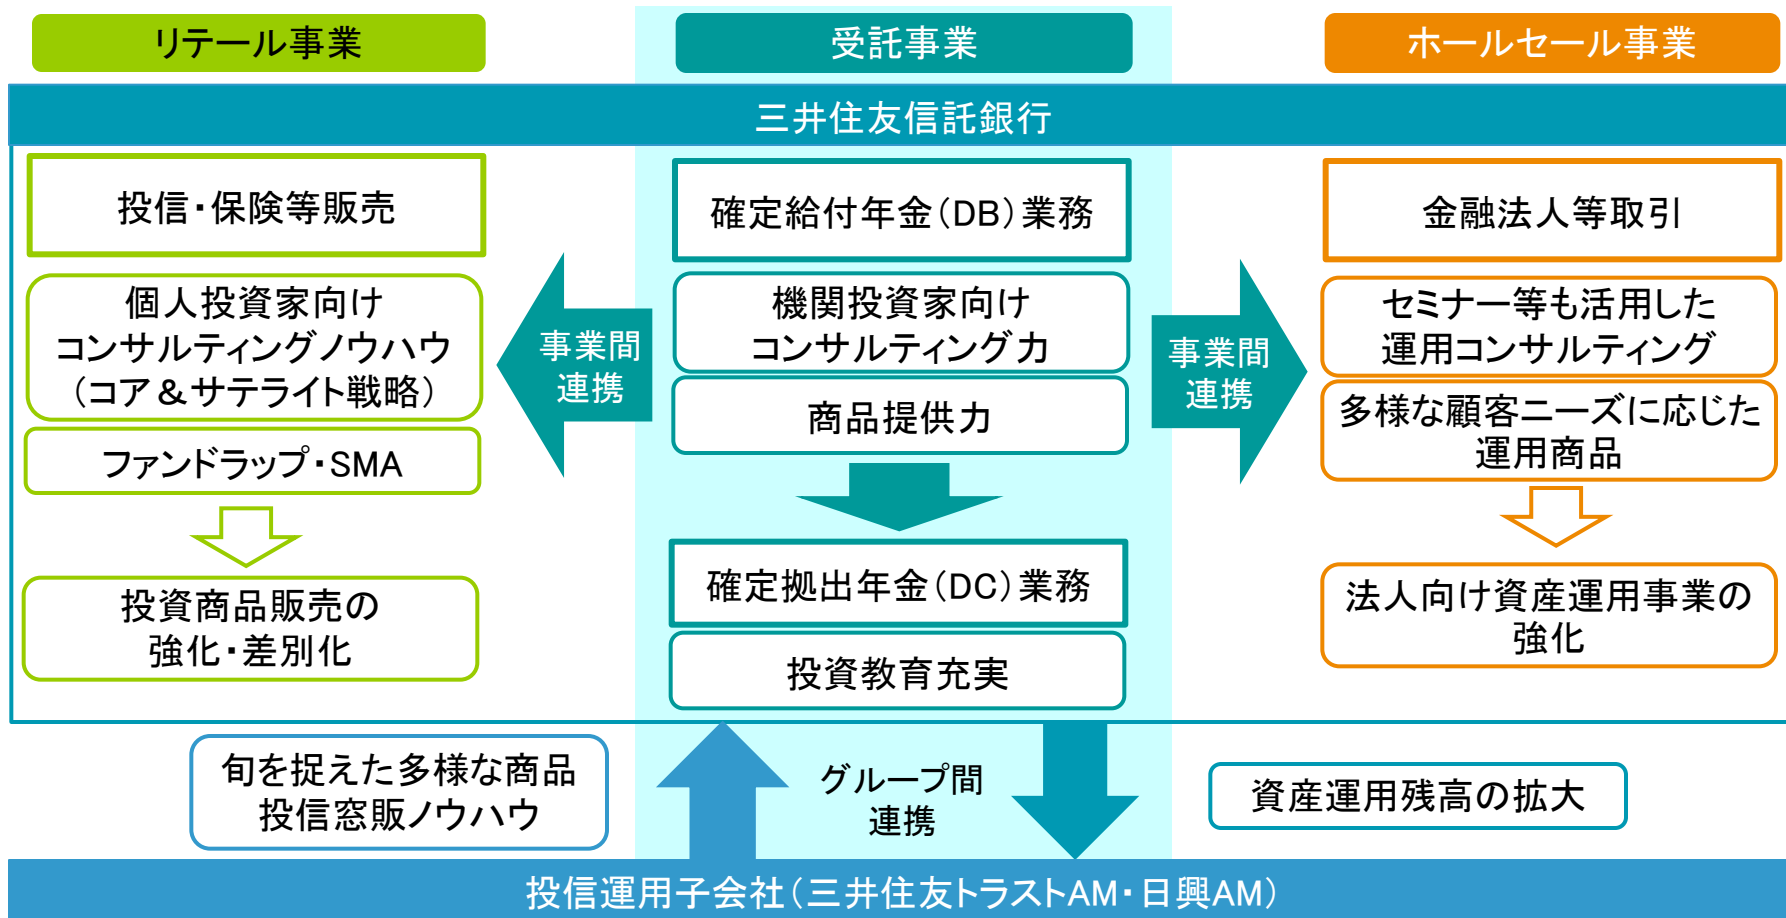 リテール事業
受託事業
ホールセール事業
三井住友信託銀行
投信・保険等販売
個人投資家向け
コンサルティングノウハウ
（コア＆サテライト戦略）
ファンドラップ・SMA
投資商品販売の
強化・差別化
事業間
連携
確定給付年金（DB）業務
機関投資家向け
コンサルティング力
商品提供力
確定拠出年金（DC）業務
投資教育充実
事業間
連携
金融法人等取引
セミナー等も活用した
運用コンサルティング
多様な顧客ニーズに応じた
運用商品
法人向け資産運用事業の
強化
旬を捉えた多様な商品
投信窓販ノウハウ
グループ間
連携
資産運用残高の拡大
投信運用子会社（三井住友トラストAM・日興AM）